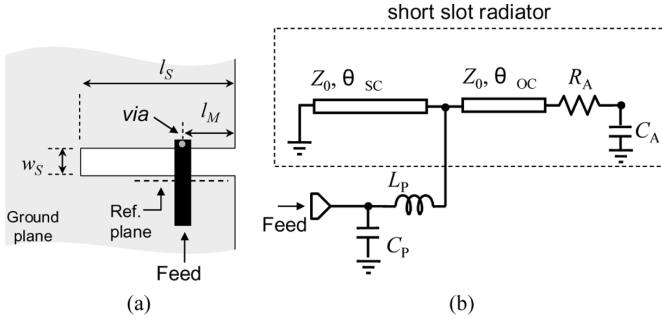 short slot radiator
l_S
via
l_M
w_S
Ref.
plane
Ground
plane
Feed
(a)
Z_0, θ_SC
Z_0, θ_OC
R_A
C_A
L_P
Feed
C_P
(b)